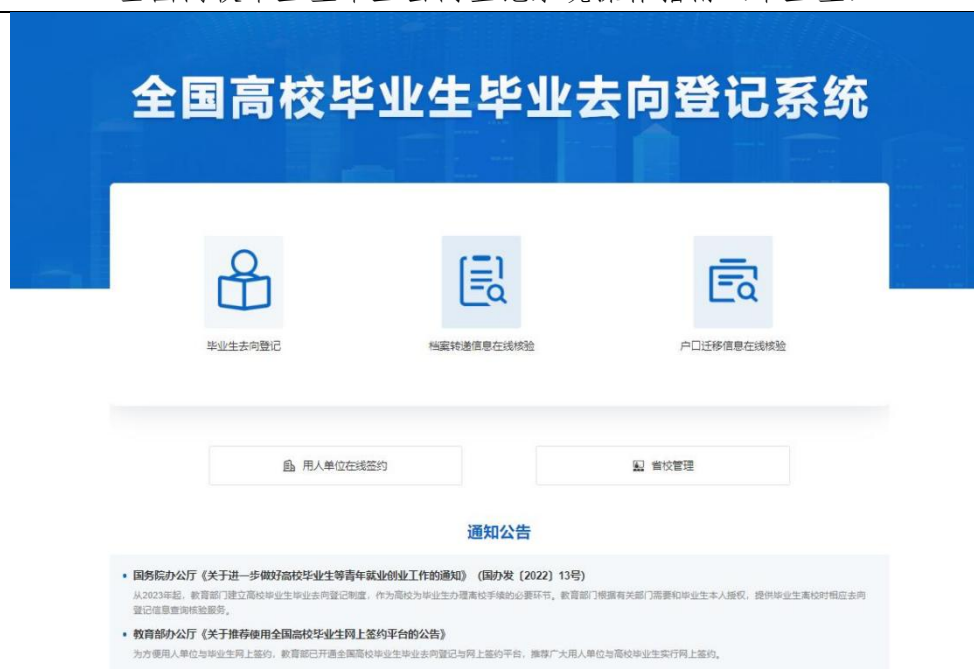 全国高校毕业生毕业去向登记系统
毕业生去向登记
档案转递信息在线核验
户口迁移信息在线核验
用人单位在线签约
省校管理
通知公告
国务院办公厅《关于进一步做好高校毕业生等青年就业创业工作的通知》（国办发〔2022〕13号）
从2023年起，教育部门建立高校毕业生毕业去向登记制度，作为高校为毕业生办理离校手续的必要环节。教育部门根据有关部门需要和毕业生本人授权，提供毕业生离校时相应去向
登记信息查询核验服务。
教育部办公厅《关于推荐使用全国高校毕业生网上签约平台的公告》
为方便用人单位与毕业生网上签约，教育部已开通全国高校毕业生毕业去向登记与网上签约平台，推荐广大用人单位与高校毕业生实行网上签约。